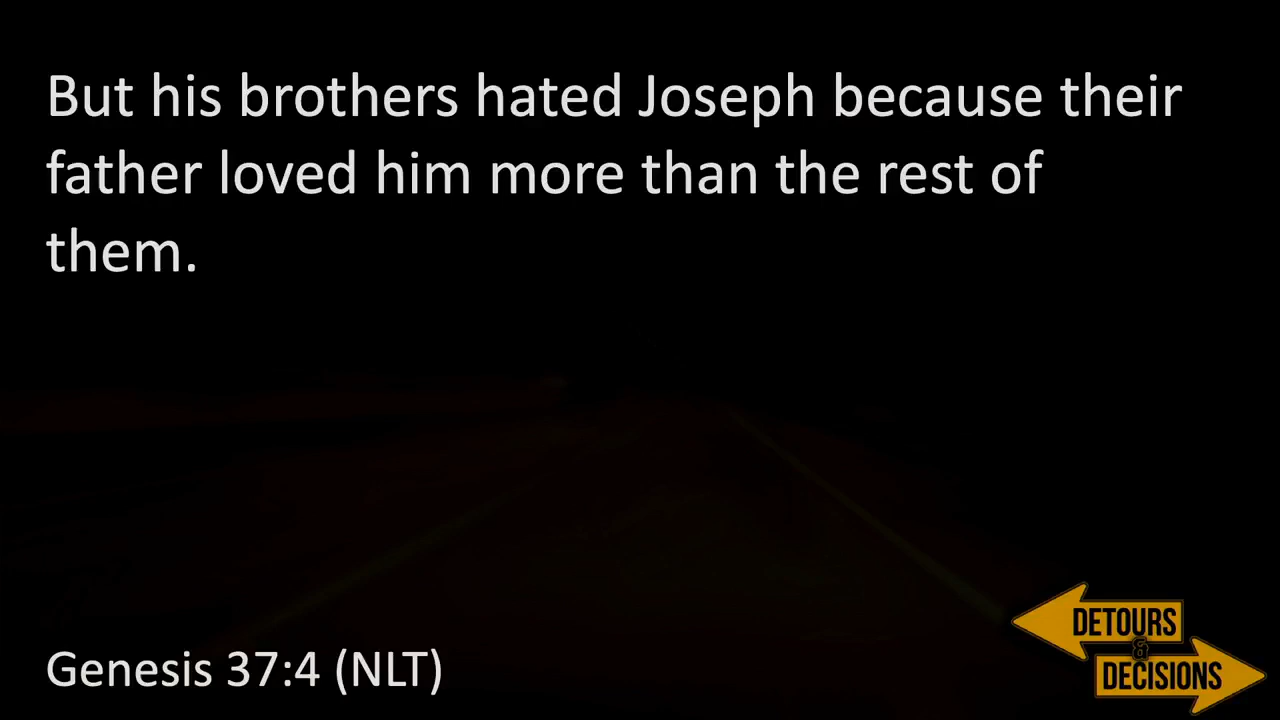 But his brothers hated Joseph because their
father loved him more than the rest of
them.
Genesis 37:4 (NLT)
DETOURS
&
DECISIONS